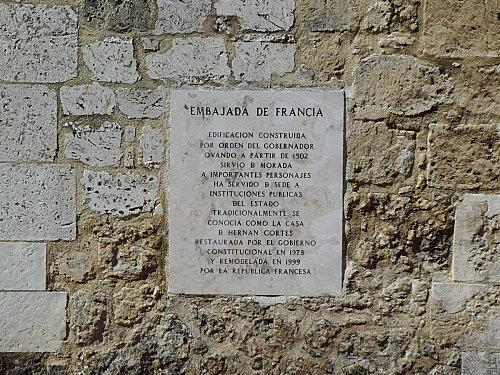 EMBAJADA DE FRANCIA
EDIFICACION CONSTRUIDA
POR ORDEN DEL GOBERNADOR
OVANDO A PARTIR DE 1502
SIRVIO D MORADA
A IMPORTANTES PERSONAJES
HA SERVIDO D SEDE A
INSTITUCIONES PUBLICAS
DEL ESTADO
TRADICIONALMENTE SE
CONOCIA COMO LA CASA
D HERNAN CORTES
RESTAURADA POR EL GOBIERNO
CONSTITUCIONAL EN 1978
Y REMODELADA EN 1999
POR LA REPUBLICA FRANCESA